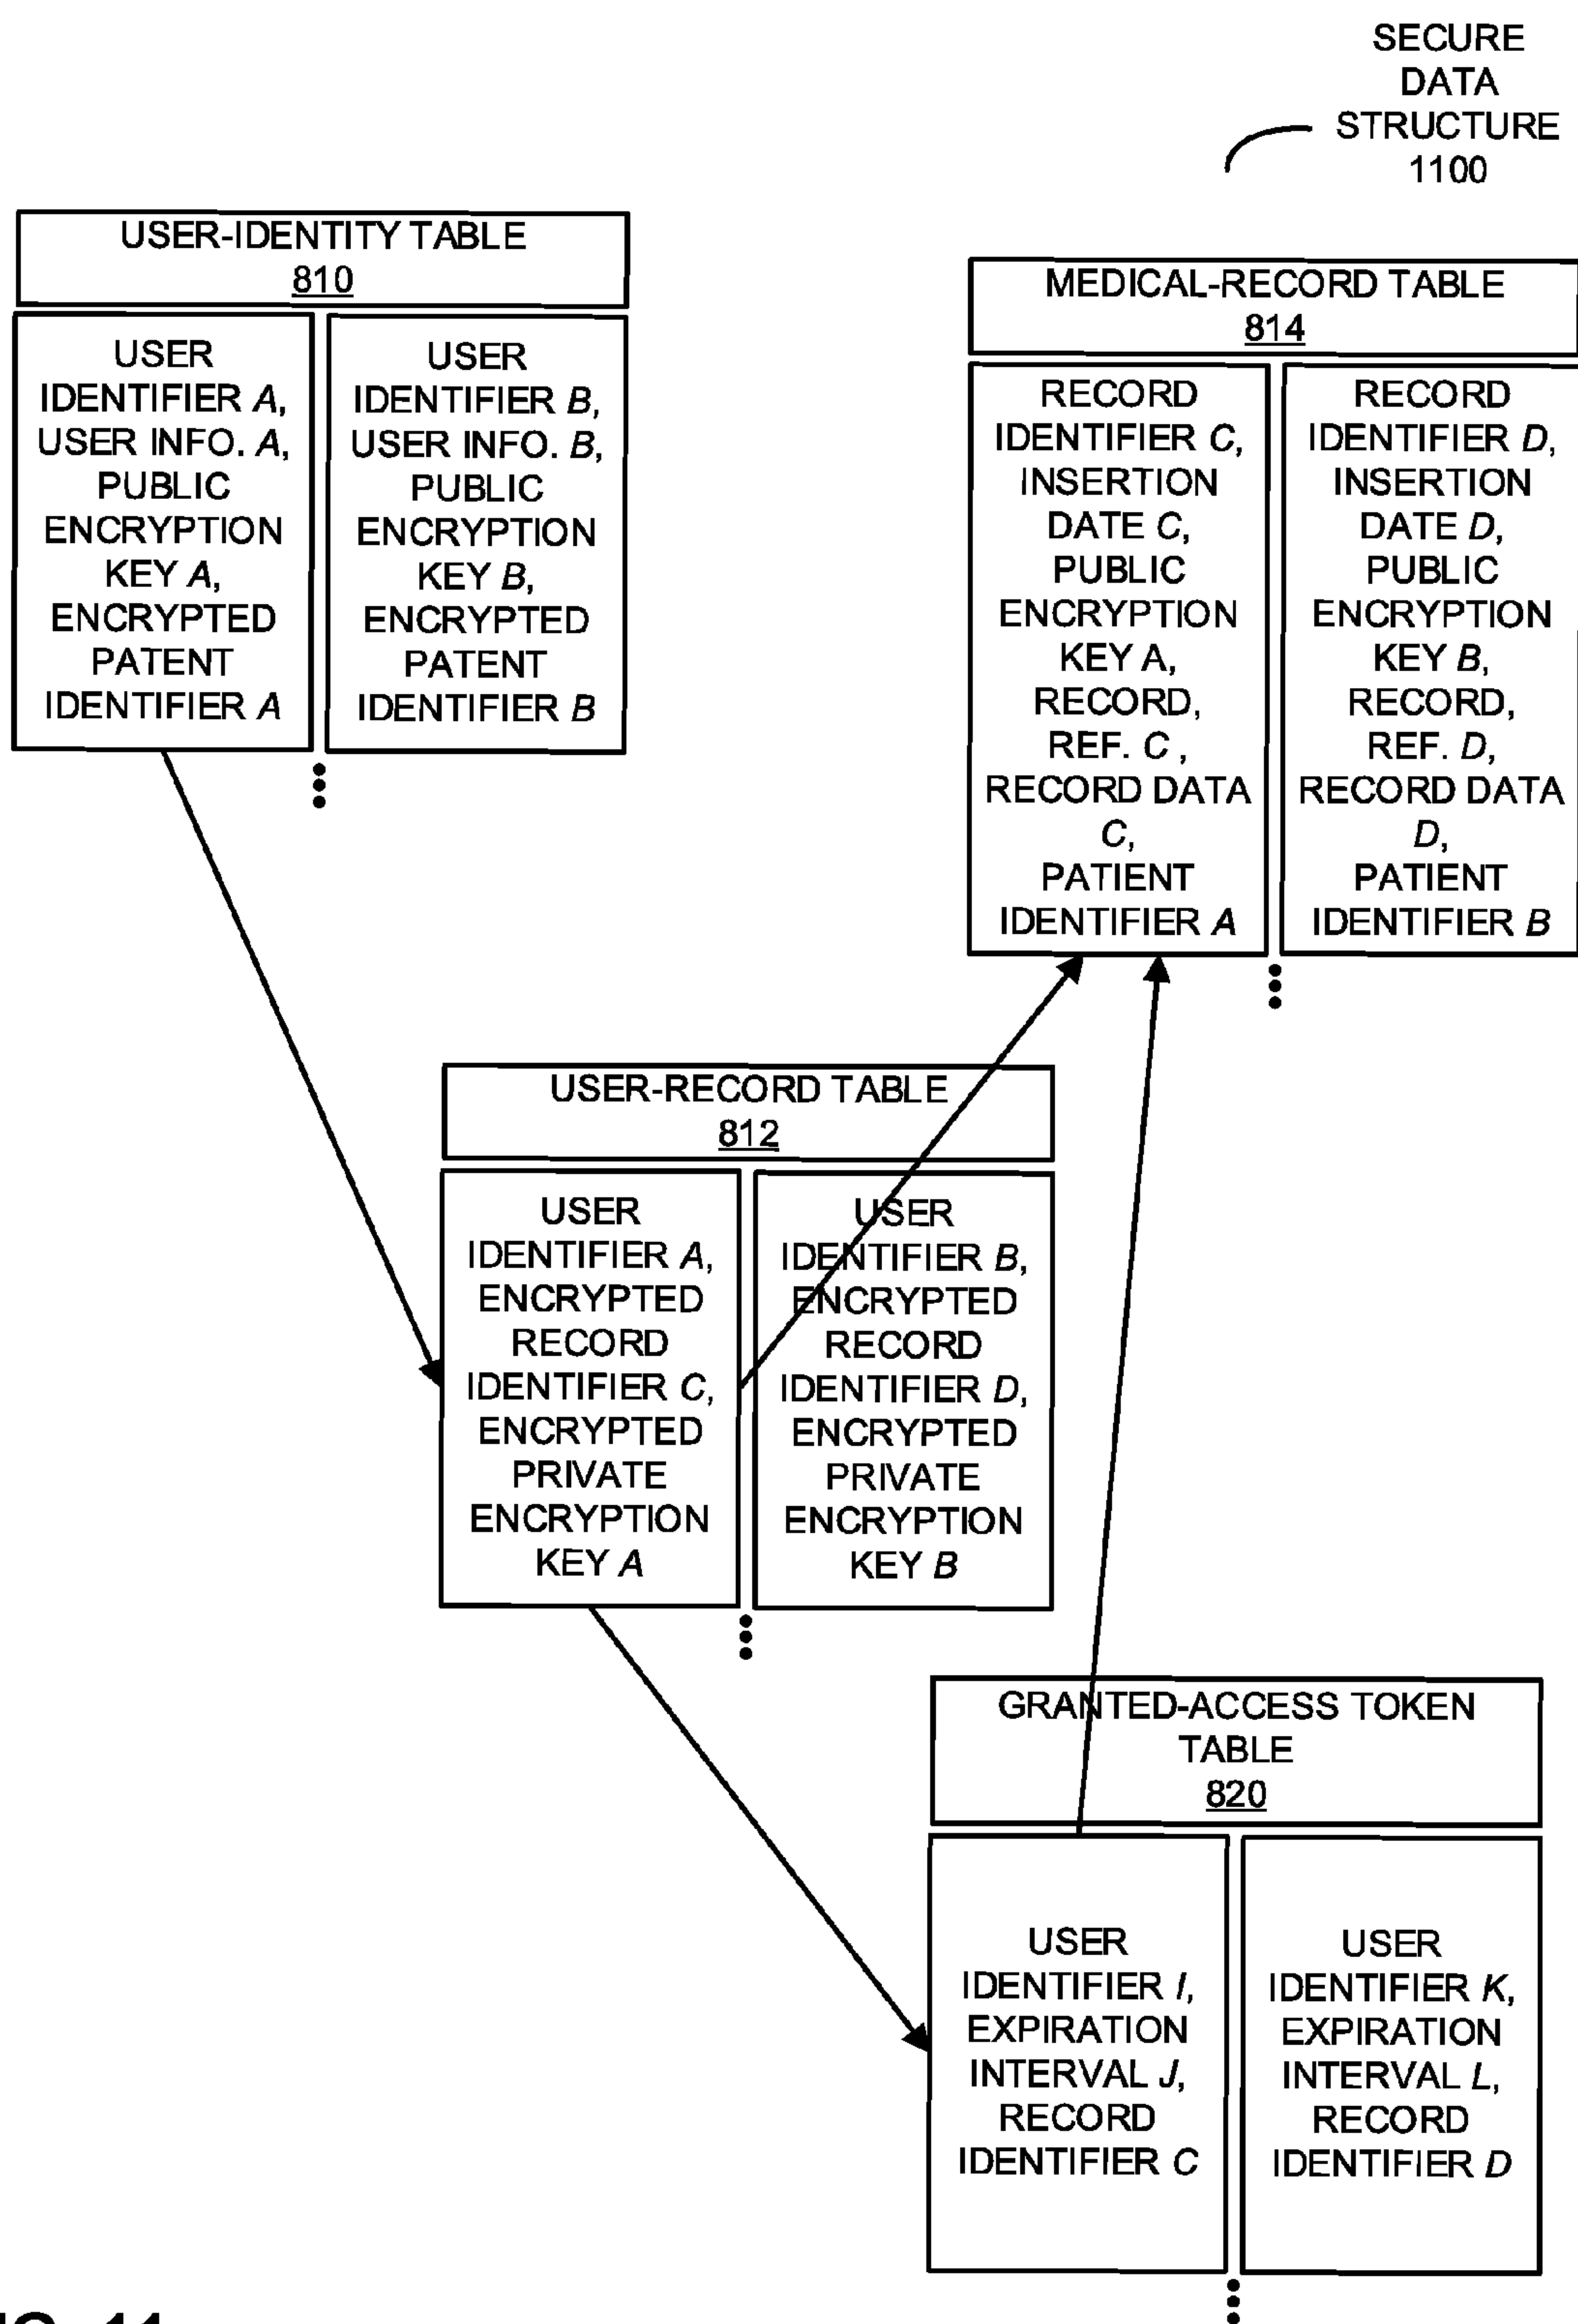 SECURE
DATA
STRUCTURE
1100
USER-IDENTITY TABLE
810
USER
IDENTIFIER A,
USER INFO. A,
PUBLIC
ENCRYPTION
KEY A,
ENCRYPTED
PATENT
IDENTIFIER A
USER
IDENTIFIER B,
USER INFO. B,
PUBLIC
ENCRYPTION
KEY B,
ENCRYPTED
PATENT
IDENTIFIER B
MEDICAL-RECORD TABLE
814
RECORD
IDENTIFIER C,
INSERTION
DATE C,
PUBLIC
ENCRYPTION
KEY A,
RECORD,
REF. C ,
RECORD DATA
C,
PATIENT
IDENTIFIER A
RECORD
IDENTIFIER D,
INSERTION
DATE D,
PUBLIC
ENCRYPTION
KEY B,
RECORD,
REF. D,
RECORD DATA
D,
PATIENT
IDENTIFIER B
USER-RECORD TABLE
812
USER
IDENTIFIER A,
ENCRYPTED
RECORD
IDENTIFIER C,
ENCRYPTED
PRIVATE
ENCRYPTION
KEY A
USER
IDENTIFIER B,
ENCRYPTED
RECORD
IDENTIFIER D,
ENCRYPTED
PRIVATE
ENCRYPTION
KEY B
GRANTED-ACCESS TOKEN
TABLE
820
USER
IDENTIFIER I,
EXPIRATION
INTERVAL J,
RECORD
IDENTIFIER C
USER
IDENTIFIER K,
EXPIRATION
INTERVAL L,
RECORD
IDENTIFIER D